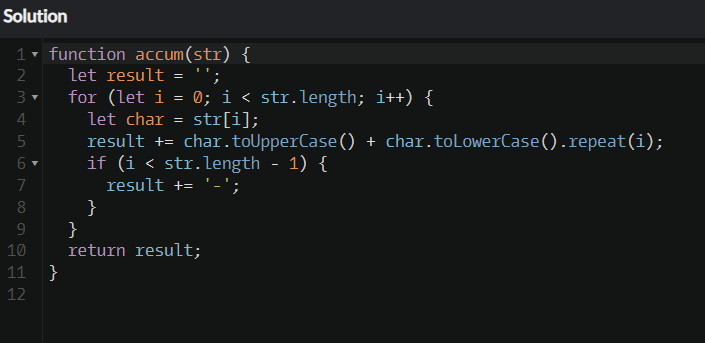 Solution
1 function accum(str) {
2   let result = '';
3   for (let i = 0; i < str.length; i++) {
4     let char = str[i];
5     result += char.toUpperCase() + char.toLowerCase().repeat(i);
6     if (i < str.length - 1) {
7       result += '-';
8     }
9   }
10   return result;
11 }
12